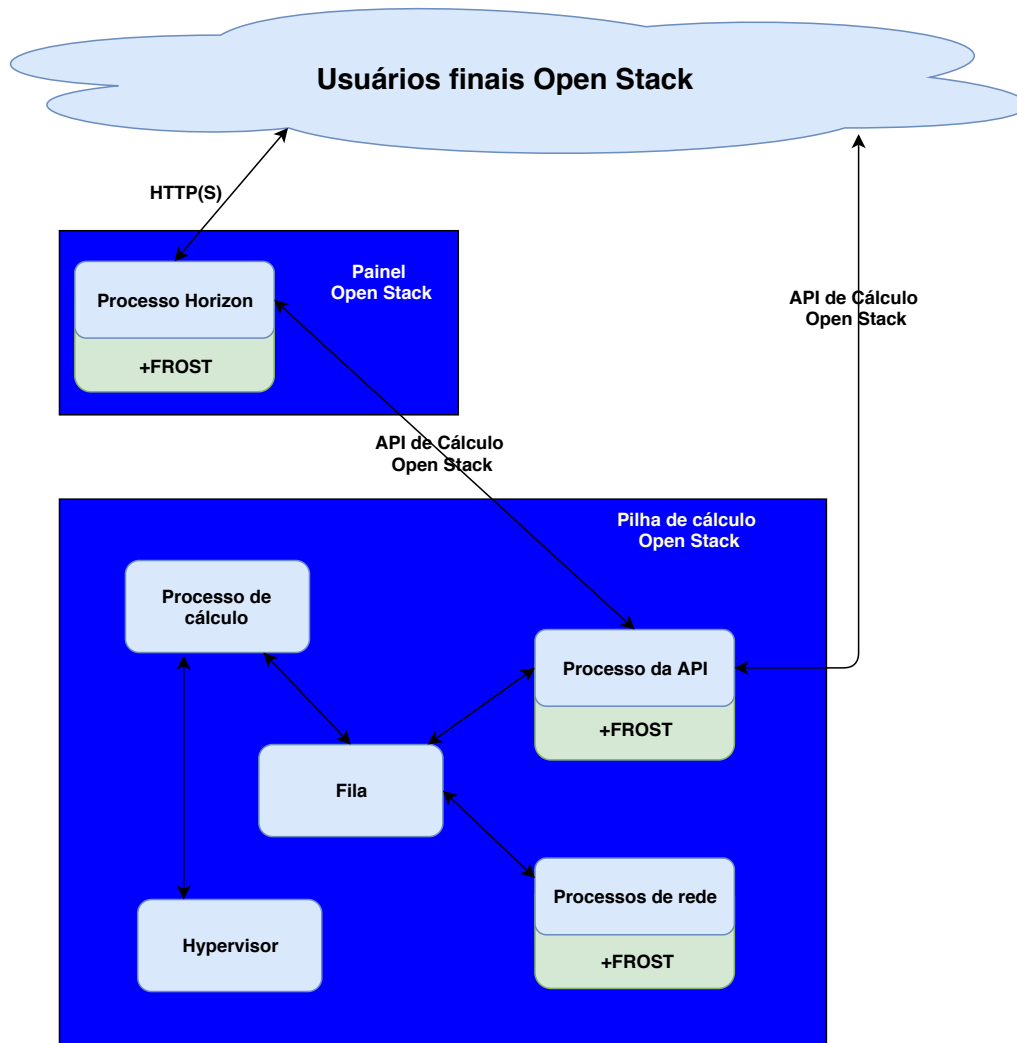 Usuários finais Open Stack
HTTP(S)
Painel
Open Stack
Processo Horizon
+FROST
API de Cálculo
Open Stack
API de Cálculo
Open Stack
Pilha de cálculo
Open Stack
Processo de
cálculo
Processo da API
+FROST
Fila
Processos de rede
+FROST
Hypervisor